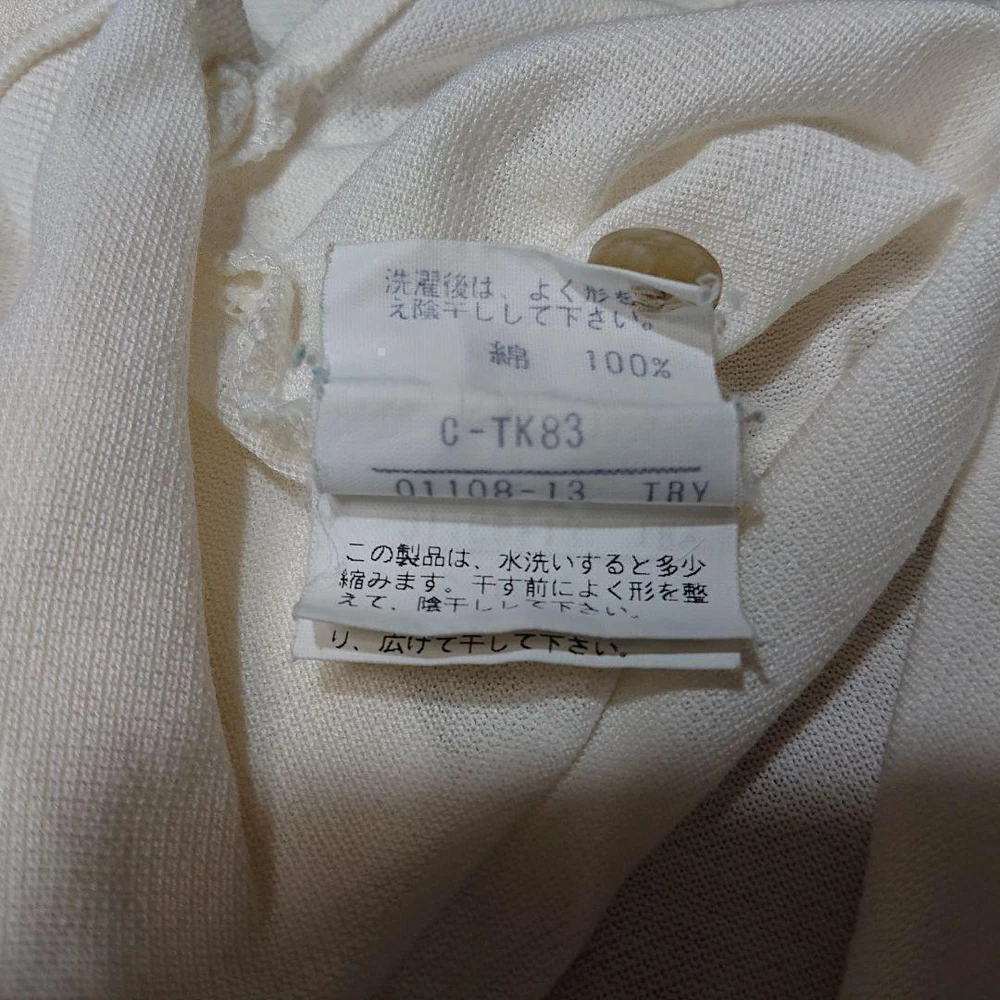 洗濯後は、よく形を
え陰干しして下さい。
綿 100%
C-TK83
01108-13 TRY
この製品は、水洗いすると多少
縮みます。干す前によく形を整
えて、陰干しして下さい。
り、広げて干して下さい。